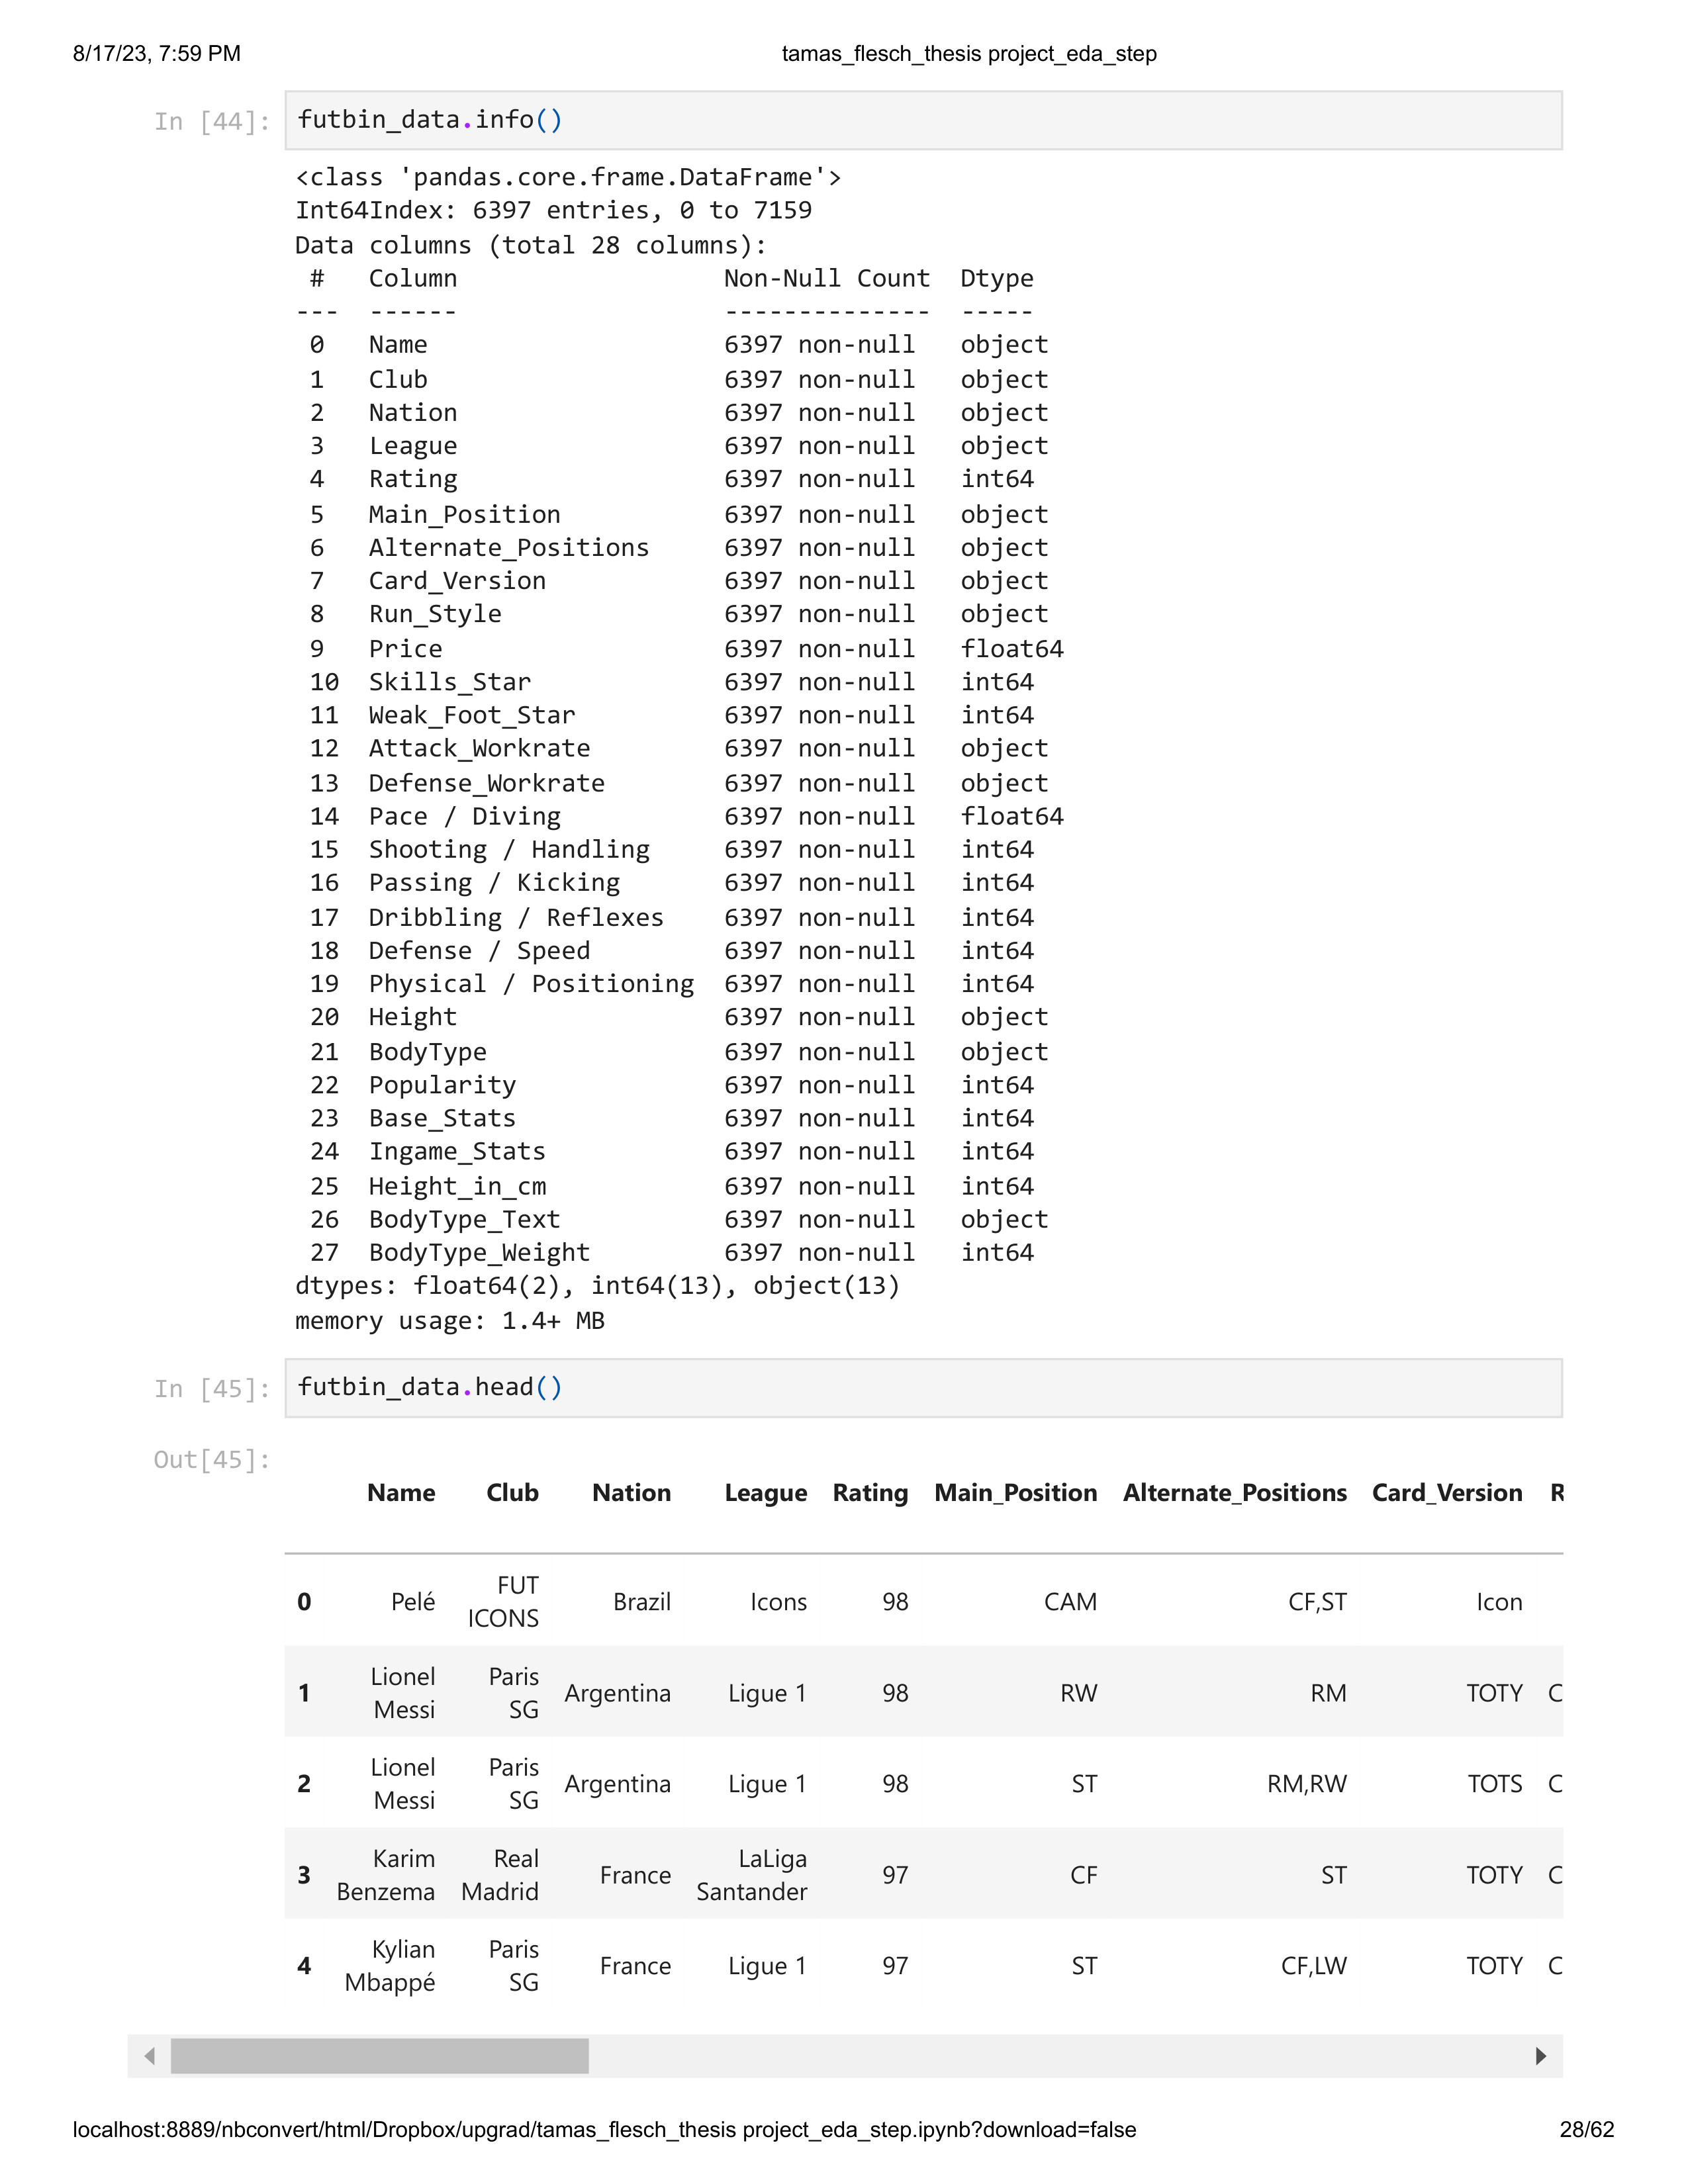 8/17/23, 7:59 PM tamas_flesch_thesis project_eda_step
In [44]: futbin_data.info()
<class 'pandas.core.frame.DataFrame'>
Int64Index: 6397 entries, 0 to 7159
Data columns (total 28 columns):
# Column Non-Null Count Dtype
--- ------ -------------- -----
0 Name 6397 non-null object
1 Club 6397 non-null object
2 Nation 6397 non-null object
3 League 6397 non-null object
4 Rating 6397 non-null int64
5 Main_Position 6397 non-null object
6 Alternate_Positions 6397 non-null object
7 Card_Version 6397 non-null object
8 Run_Style 6397 non-null object
9 Price 6397 non-null float64
10 Skills_Star 6397 non-null int64
11 Weak_Foot_Star 6397 non-null int64
12 Attack_Workrate 6397 non-null object
13 Defense_Workrate 6397 non-null object
14 Pace / Diving 6397 non-null float64
15 Shooting / Handling 6397 non-null int64
16 Passing / Kicking 6397 non-null int64
17 Dribbling / Reflexes 6397 non-null int64
18 Defense / Speed 6397 non-null int64
19 Physical / Positioning 6397 non-null int64
20 Height 6397 non-null object
21 BodyType 6397 non-null object
22 Popularity 6397 non-null int64
23 Base_Stats 6397 non-null int64
24 Ingame_Stats 6397 non-null int64
25 Height_in_cm 6397 non-null int64
26 BodyType_Text 6397 non-null object
27 BodyType_Weight 6397 non-null int64
dtypes: float64(2), int64(13), object(13)
memory usage: 1.4+ MB
In [45]: futbin_data.head()
Out[45]:
Name Club Nation League Rating Main_Position Alternate_Positions Card_Version R
0 Pelé FUT ICONS Brazil Icons 98 CAM CF,ST Icon
1 Lionel Messi Paris SG Argentina Ligue 1 98 RW RM TOTY C
2 Lionel Messi Paris SG Argentina Ligue 1 98 ST RM,RW TOTS C
3 Karim Benzema Real Madrid France LaLiga Santander 97 CF ST TOTY C
4 Kylian Mbappé Paris SG France Ligue 1 97 ST CF,LW TOTY C
localhost:8889/nbconvert/html/Dropbox/upgrad/tamas_flesch_thesis project_eda_step.ipynb?download=false 28/62